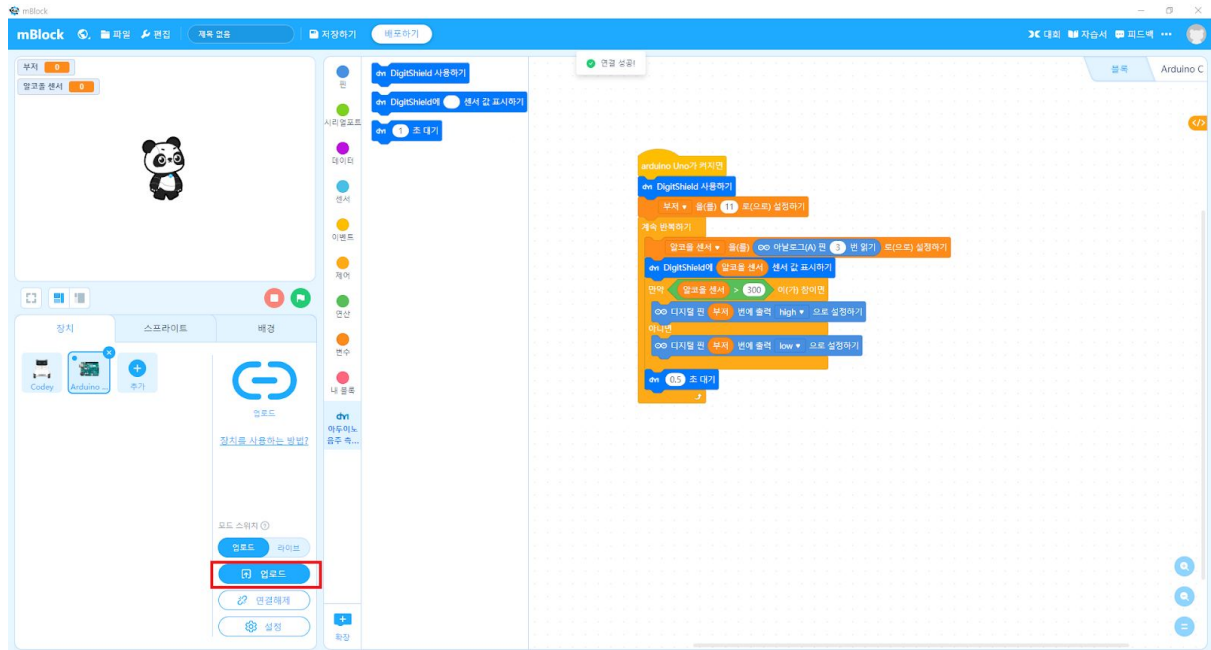 mBlock
mBlock 파일 편집 제목 없음 저장하기 배포하기 대회 자습서 피드백
부저 0
알코올 센서 0
연결 성공!
블록 Arduino C
핀
시리얼포트
데이터
센서
이벤트
제어
연산
변수
내 블록
아두이노
음주 측...
확장
DigitShield 사용하기
DigitShield에 센서 값 표시하기
1 초 대기
arduino Uno가 켜지면
DigitShield 사용하기
부저 을(를) 11 로(으로) 설정하기
계속 반복하기
알코올 센서 을(를) 아날로그(A) 핀 3 번 읽기 로(으로) 설정하기
DigitShield에 알코올 센서 센서 값 표시하기
만약 알코올 센서 > 300 이(가) 참이면
디지털 핀 부저 번에 출력 high 으로 설정하기
아니면
디지털 핀 부저 번에 출력 low 으로 설정하기
0.5 초 대기
장치 스프라이트 배경
Codey Arduino ... 추가
업로드
장치를 사용하는 방법?
모드 스위치
업로드 라이브
업로드
연결해제
설정